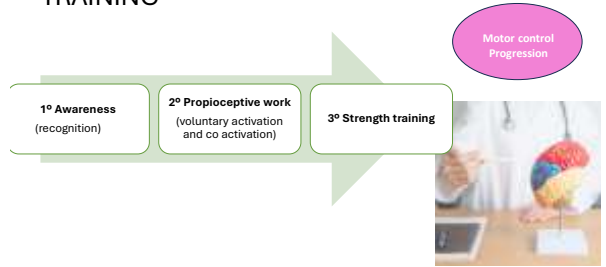 TRAINING
Motor control
Progression
1º Awareness
(recognition)
2º Propioceptive work
(voluntary activation
and co activation)
3º Strength training